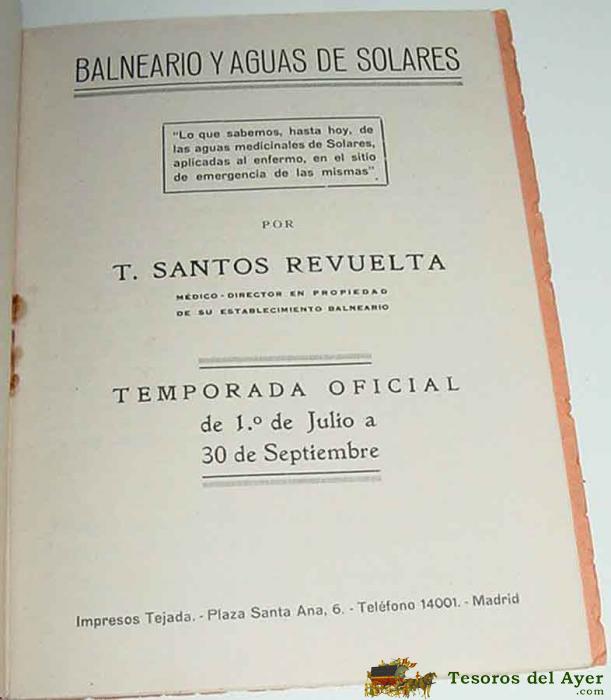 BALNEARIO Y AGUAS DE SOLARES
"Lo que sabemos, hasta hoy, de
las aguas medicinales de Solares,
aplicadas al enfermo, en el sitio
de emergencia de las mismas"
POR
T. SANTOS REVUELTA
MÉDICO-DIRECTOR EN PROPIEDAD
DE SU ESTABLECIMIENTO BALNEARIO
TEMPORADA OFICIAL
de 1.º de Julio a
30 de Septiembre
Impresos Tejada. - Plaza Santa Ana, 6. - Teléfono 14001. - Madrid
Tesoros del Ayer
.com